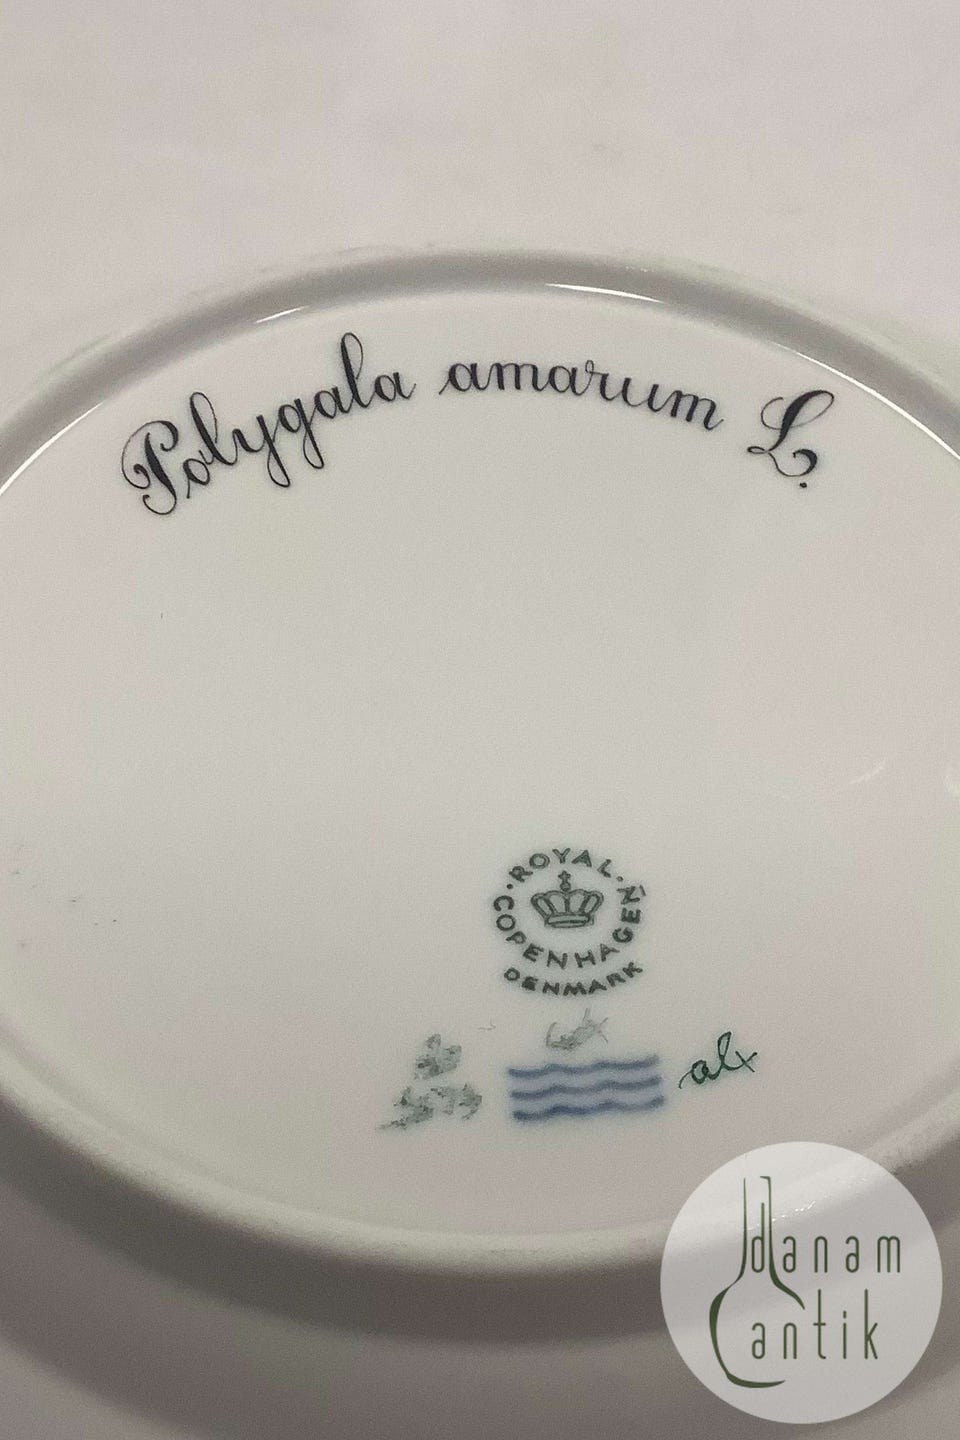 Polygala amarum L.
ROYAL
COPENHAGEN
DENMARK
danam
antik